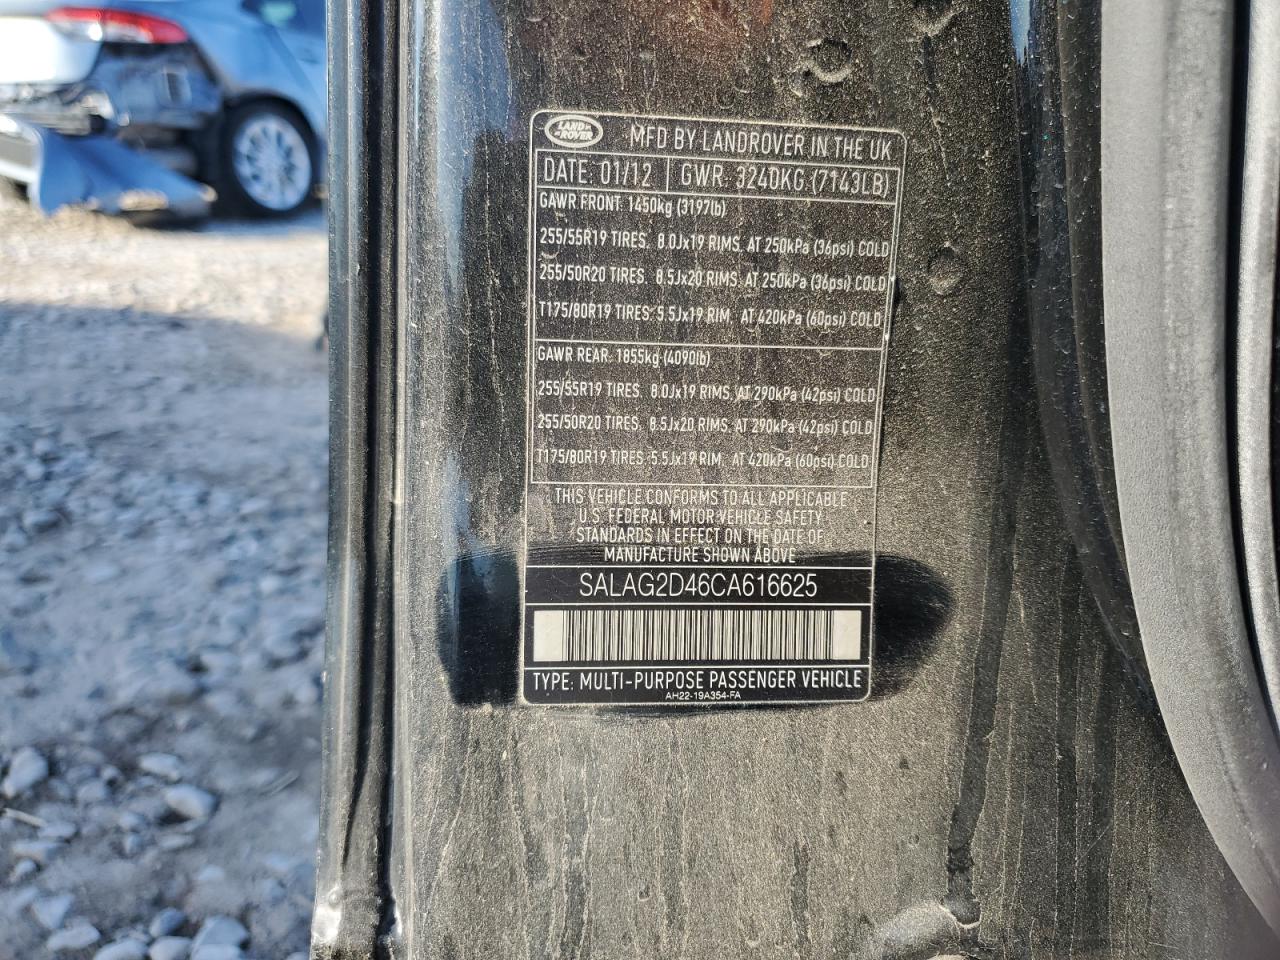 LAND ROVER
MFD BY LANDROVER IN THE UK
DATE: 01/12 GWR: 3240KG (7143LB)
GAWR FRONT: 1450kg (3197lb)
255/55R19 TIRES, 8.0Jx19 RIMS, AT 250kPa (36psi) COLD
255/50R20 TIRES, 8.5Jx20 RIMS, AT 250kPa (36psi) COLD
T175/80R19 TIRES, 5.5Jx19 RIM, AT 420kPa (60psi) COLD
GAWR REAR: 1855kg (4090lb)
255/55R19 TIRES, 8.0Jx19 RIMS, AT 290kPa (42psi) COLD
255/50R20 TIRES, 8.5Jx20 RIMS, AT 290kPa (42psi) COLD
T175/80R19 TIRES, 5.5Jx19 RIM, AT 420kPa (60psi) COLD
THIS VEHICLE CONFORMS TO ALL APPLICABLE
U.S. FEDERAL MOTOR VEHICLE SAFETY
STANDARDS IN EFFECT ON THE DATE OF
MANUFACTURE SHOWN ABOVE
SALAG2D46CA616625
TYPE: MULTI-PURPOSE PASSENGER VEHICLE
AH22-19A354-FA